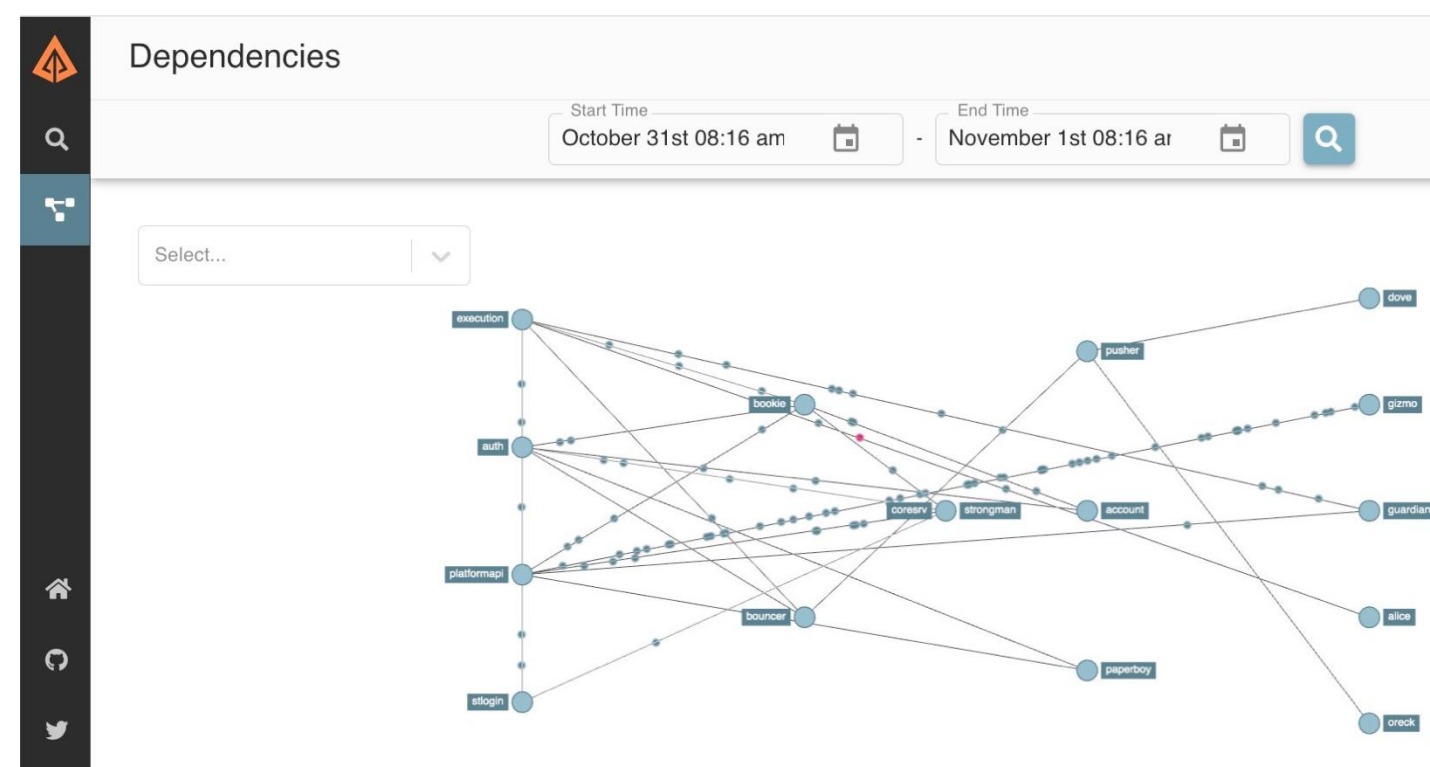 Dependencies
Start Time
October 31st 08:16 am
-
End Time
November 1st 08:16 ar
Select...
execution
dove
pusher
bookie
gizmo
auth
coresrv
strongman
account
guardian
platformapi
bouncer
alice
paperboy
stlogin
oreck